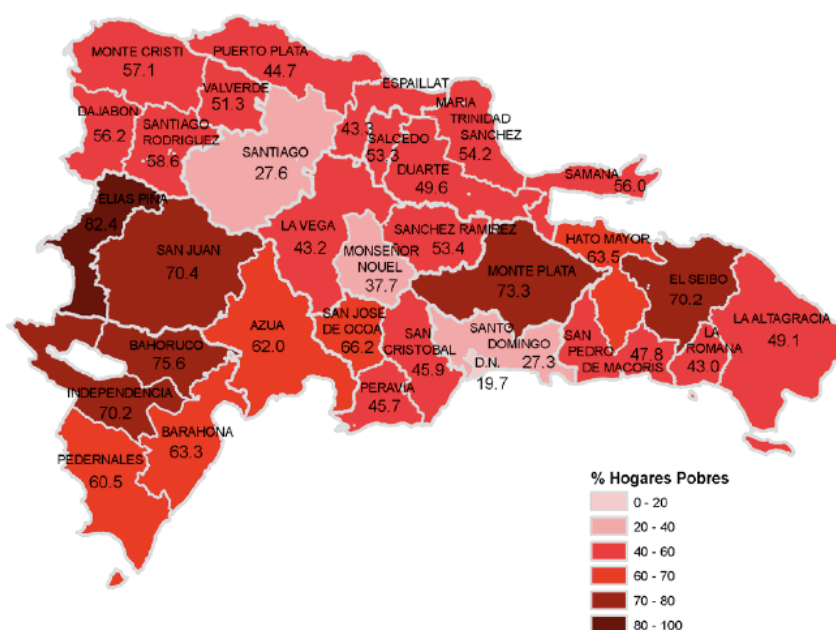 MONTE CRISTI
57.1
PUERTO PLATA
44.7
VALVERDE
51.3
ESPAILLAT
43.3
MARIA
TRINIDAD
SANCHEZ
54.2
DAJABON
56.2
SANTIAGO
RODRIGUEZ
58.6
SANTIAGO
27.6
SALCEDO
53.3
DUARTE
49.6
SAMANA
56.0
ELIAS PIÑA
82.4
SAN JUAN
70.4
LA VEGA
43.2
MONSEÑOR
NOUEL
37.7
SANCHEZ RAMIREZ
53.4
MONTE PLATA
73.3
HATO MAYOR
63.5
EL SEIBO
70.2
LA ALTAGRACIA
49.1
BAHORUCO
75.6
AZUA
62.0
SAN JOSE
DE OCOA
66.2
SAN
CRISTOBAL
45.9
SANTO
DOMINGO
27.3
D.N.
19.7
SAN
PEDRO
DE MACORIS
47.8
LA
ROMANA
43.0
PERAVIA
45.7
INDEPENDENCIA
70.2
BARAHONA
63.3
PEDERNALES
60.5
% Hogares Pobres
0 - 20
20 - 40
40 - 60
60 - 70
70 - 80
80 - 100